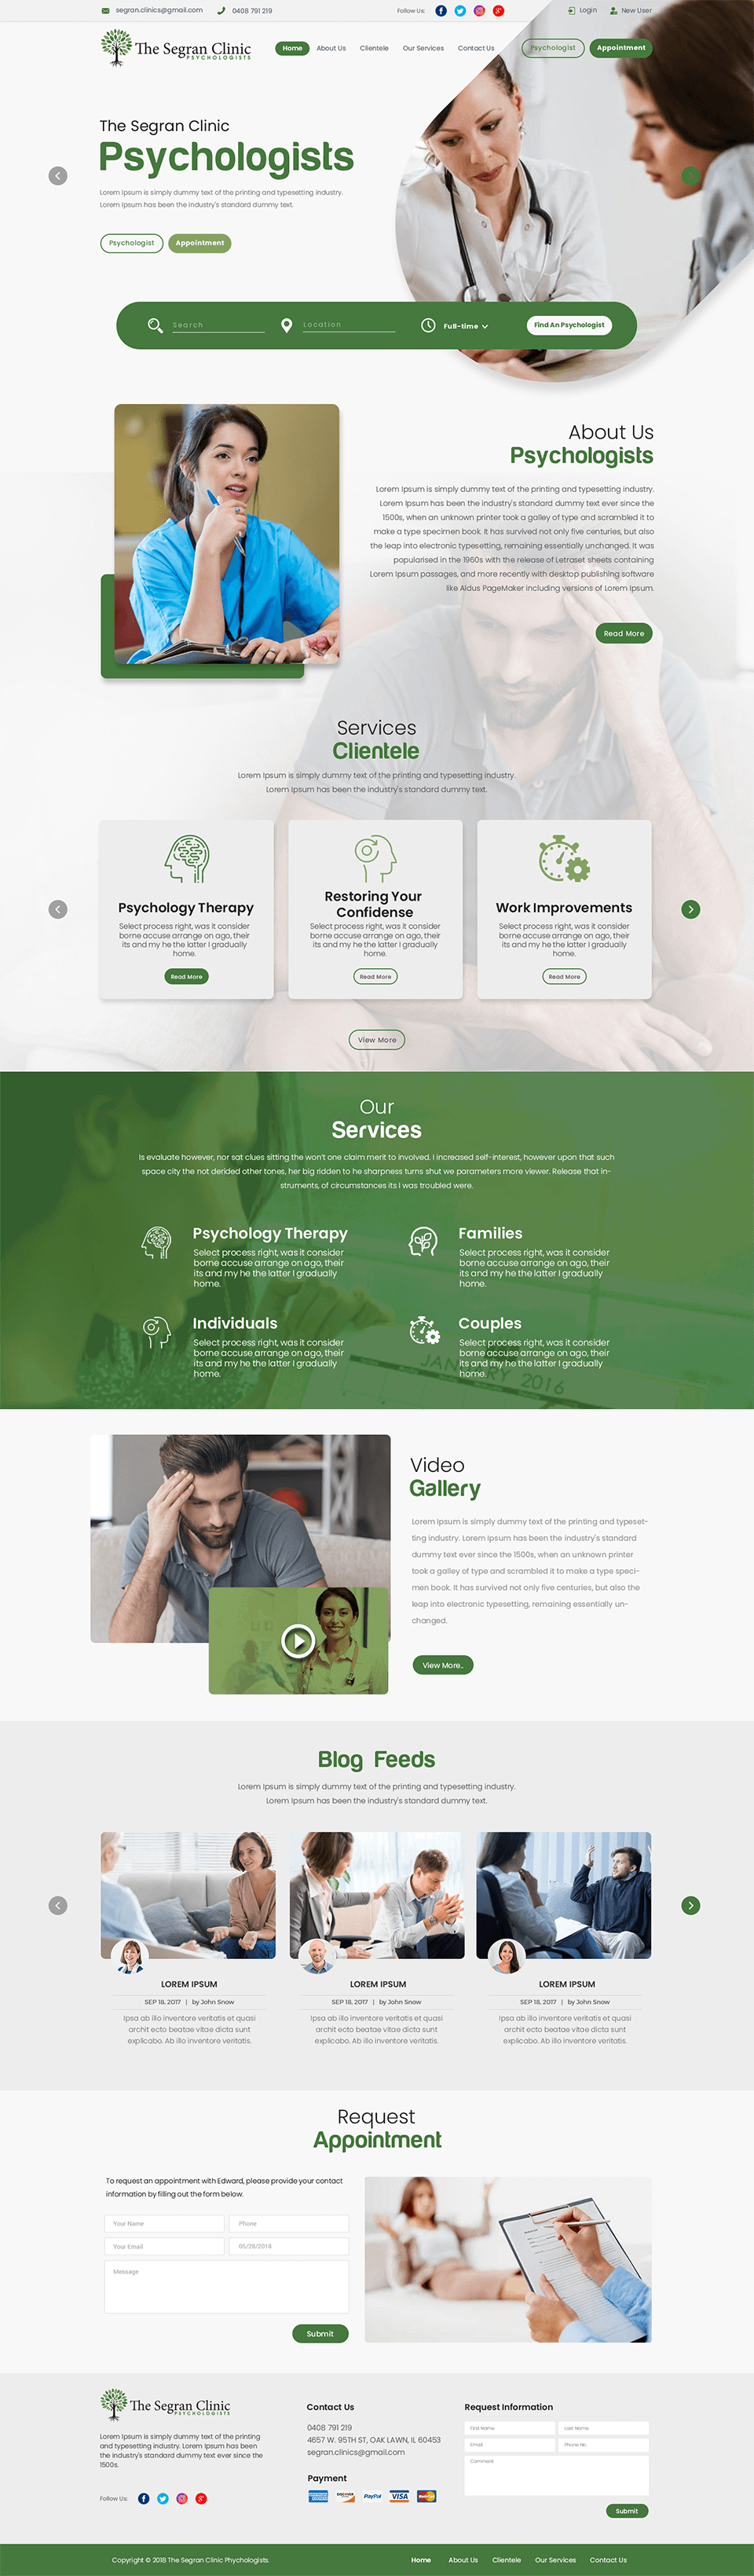 segran.clinics@gmail.com
0408 791 219
Follow Us:
Login
New User
The Segran Clinic
PSYCHOLOGISTS
Home
About Us
Clientele
Our Services
Contact Us
Psychologist
Appointment
The Segran Clinic
Psychologists
Lorem Ipsum is simply dummy text of the printing and typesetting industry.
Lorem Ipsum has been the industry's standard dummy text.
Psychologist
Appointment
Search
Location
Full-time
Find An Psychologist
About Us
Psychologists
Lorem Ipsum is simply dummy text of the printing and typesetting industry.
Lorem Ipsum has been the industry's standard dummy text ever since the
1500s, when an unknown printer took a galley of type and scrambled it to
make a type specimen book. It has survived not only five centuries, but also
the leap into electronic typesetting, remaining essentially unchanged. It was
popularised in the 1960s with the release of Letraset sheets containing
Lorem Ipsum passages, and more recently with desktop publishing software
like Aldus PageMaker including versions of Lorem Ipsum.
Read More
Services
Clientele
Lorem Ipsum is simply dummy text of the printing and typesetting industry.
Lorem Ipsum has been the industry's standard dummy text.
Psychology Therapy
Select process right, was it consider
borne accuse arrange on ago, their
its and my he the latter I gradually
home.
Read More
Restoring Your
Confidense
Select process right, was it consider
borne accuse arrange on ago, their
its and my he the latter I gradually
home.
Read More
Work Improvements
Select process right, was it consider
borne accuse arrange on ago, their
its and my he the latter I gradually
home.
Read More
View More
Our
Services
Is evaluate however, nor sat clues sitting the won't one claim merit to involved. I increased self-interest, however upon that such
space city the not derided other tones, her big ridden to he sharpness turns shut we parameters more viewer. Release that in-
struments, of circumstances its I was troubled were.
Psychology Therapy
Select process right, was it consider
borne accuse arrange on ago, their
its and my he the latter I gradually
home.
Families
Select process right, was it consider
borne accuse arrange on ago, their
its and my he the latter I gradually
home.
Individuals
Select process right, was it consider
borne accuse arrange on ago, their
its and my he the latter I gradually
home.
Couples
Select process right, was it consider
borne accuse arrange on ago, their
its and my he the latter I gradually
home.
JANUARY 2016
Video
Gallery
Lorem Ipsum is simply dummy text of the printing and typeset-
ting industry. Lorem Ipsum has been the industry's standard
dummy text ever since the 1500s, when an unknown printer
took a galley of type and scrambled it to make a type speci-
men book. It has survived not only five centuries, but also the
leap into electronic typesetting, remaining essentially un-
changed.
View More..
Blog Feeds
Lorem Ipsum is simply dummy text of the printing and typesetting industry.
Lorem Ipsum has been the industry's standard dummy text.
LOREM IPSUM
SEP 18, 2017 | by John Snow
Ipsa ab illo inventore veritatis et quasi
archit ecto beatae vitae dicta sunt
explicabo. Ab illo inventore veritatis.
LOREM IPSUM
SEP 18, 2017 | by John Snow
Ipsa ab illo inventore veritatis et quasi
archit ecto beatae vitae dicta sunt
explicabo. Ab illo inventore veritatis.
LOREM IPSUM
SEP 18, 2017 | by John Snow
Ipsa ab illo inventore veritatis et quasi
archit ecto beatae vitae dicta sunt
explicabo. Ab illo inventore veritatis.
Request
Appointment
To request an appointment with Edward, please provide your contact
information by filling out the form below.
Your Name
Phone
Your Email
05/28/2018
Message
Submit
The Segran Clinic
PSYCHOLOGISTS
Lorem Ipsum is simply dummy text of the printing
and typesetting industry. Lorem Ipsum has been
the industry's standard dummy text ever since the
1500s.
Follow Us:
Contact Us
0408 791 219
4657 W. 95TH ST, OAK LAWN, IL 60453
segran.clinics@gmail.com
Payment
DISCOVER
PayPal
VISA
MasterCard
Request Information
First Name
Last Name
Email
Phone No.
Comment
Submit
Copyright © 2018 The Segran Clinic Phychologists.
Home
About Us
Clientele
Our Services
Contact Us